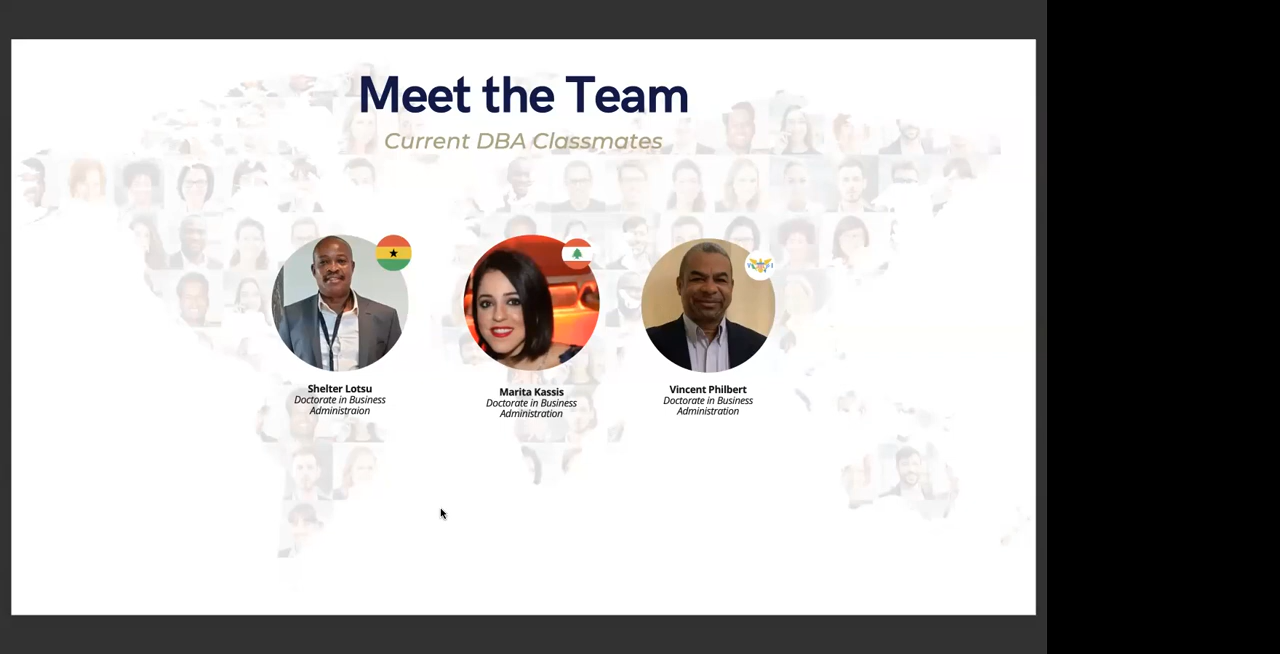 Meet the Team
Current DBA Classmates
Shelter Lotsu
Doctorate in Business
Administraion
Marita Kassis
Doctorate in Business
Administration
Vincent Philbert
Doctorate in Business
Administration